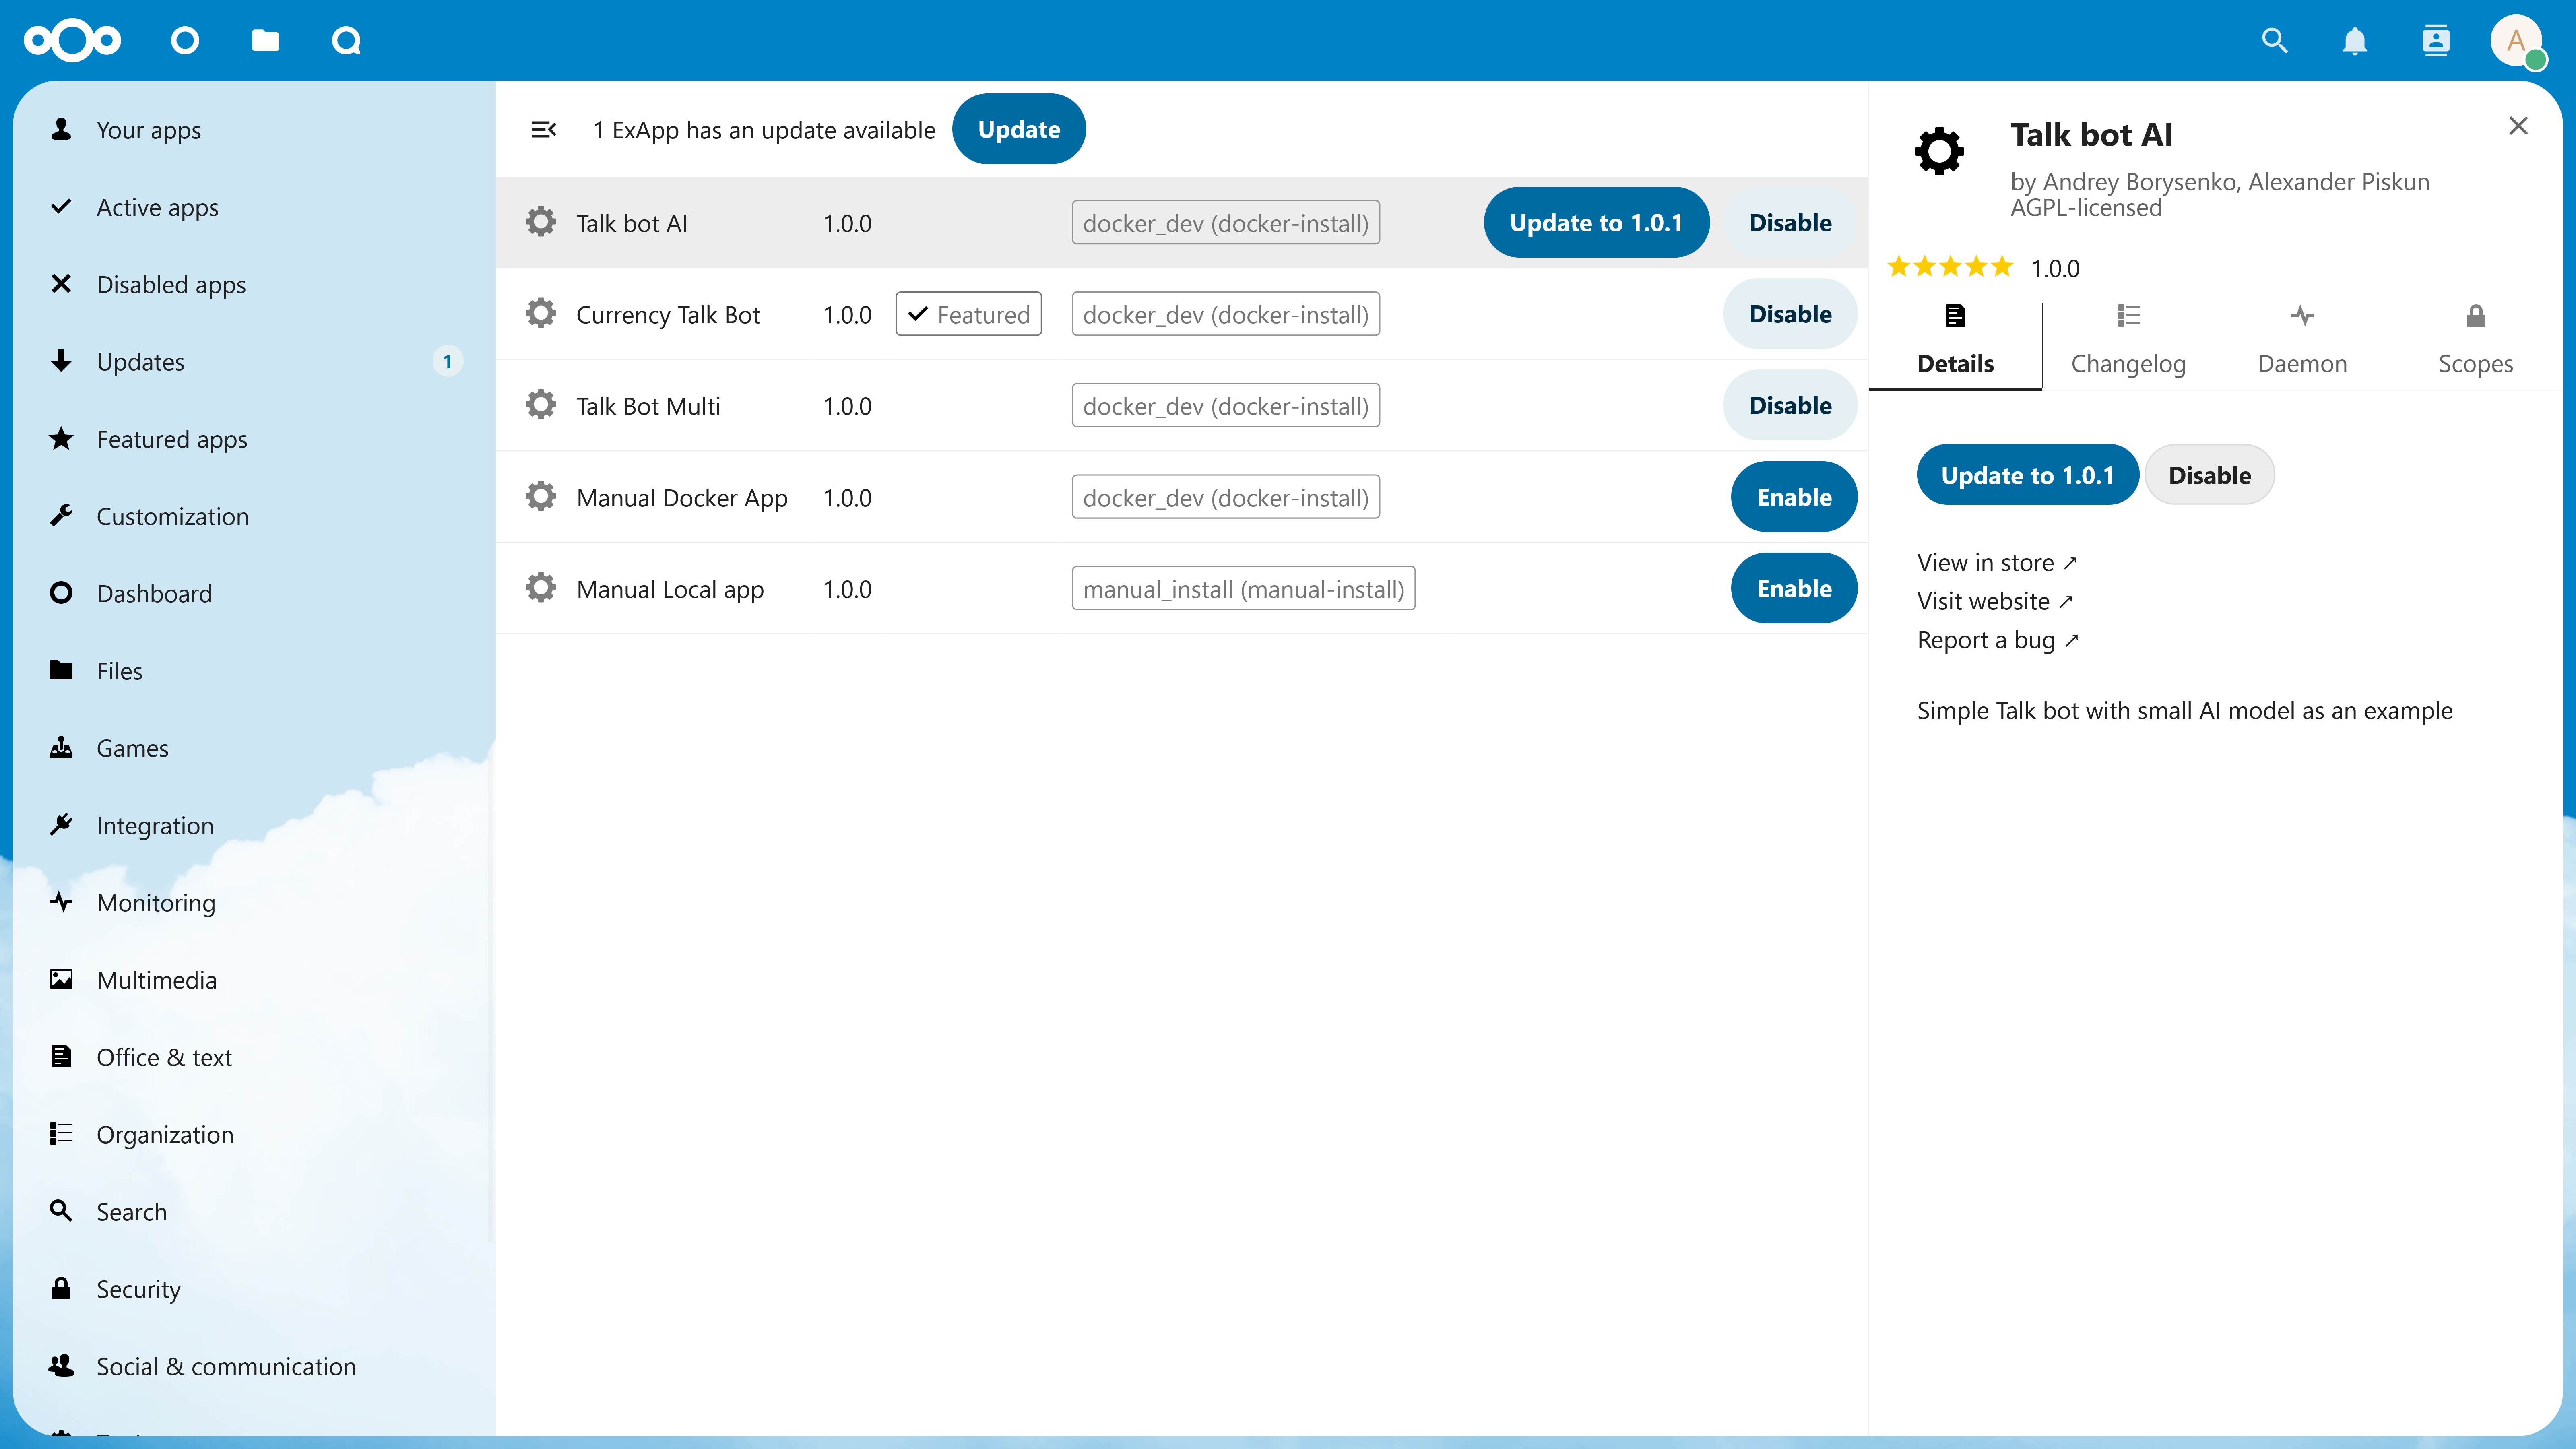 A
Your apps
Active apps
Disabled apps
Updates 1
Featured apps
Customization
Dashboard
Files
Games
Integration
Monitoring
Multimedia
Office & text
Organization
Search
Security
Social & communication
1 ExApp has an update available Update
Talk bot AI 1.0.0 docker_dev (docker-install) Update to 1.0.1 Disable
Currency Talk Bot 1.0.0 Featured docker_dev (docker-install) Disable
Talk Bot Multi 1.0.0 docker_dev (docker-install) Disable
Manual Docker App 1.0.0 docker_dev (docker-install) Enable
Manual Local app 1.0.0 manual_install (manual-install) Enable
Talk bot AI
by Andrey Borysenko, Alexander Piskun
AGPL-licensed
1.0.0
Details Changelog Daemon Scopes
Update to 1.0.1 Disable
View in store ↗
Visit website ↗
Report a bug ↗
Simple Talk bot with small AI model as an example